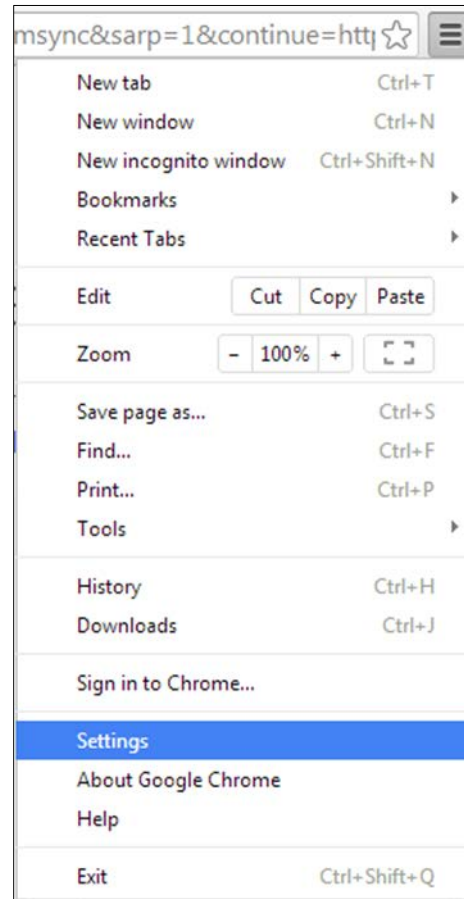 msync&sarp=1&continue=http
New tab Ctrl+T
New window Ctrl+N
New incognito window Ctrl+Shift+N
Bookmarks
Recent Tabs
Edit Cut Copy Paste
Zoom - 100% +
Save page as... Ctrl+S
Find... Ctrl+F
Print... Ctrl+P
Tools
History Ctrl+H
Downloads Ctrl+J
Sign in to Chrome...
Settings
About Google Chrome
Help
Exit Ctrl+Shift+Q